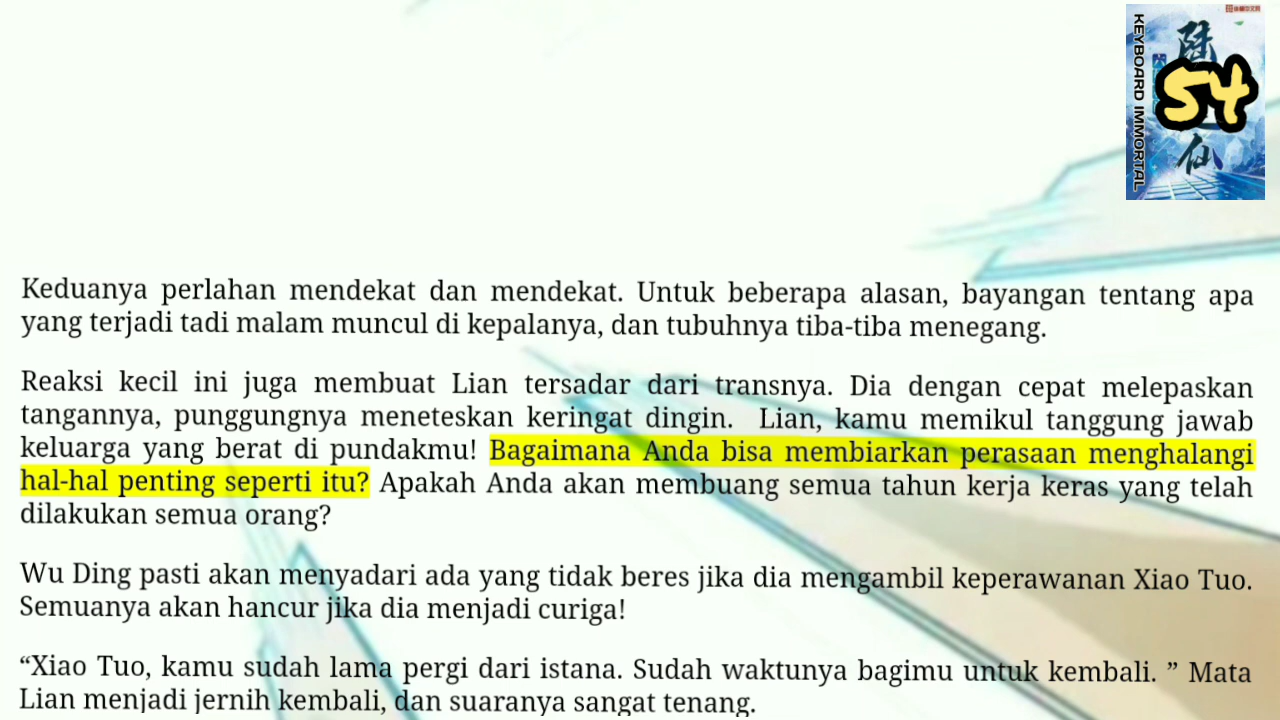 KEYBOARD IMMORTAL
54
仙
Keduanya perlahan mendekat dan mendekat. Untuk beberapa alasan, bayangan tentang apa
yang terjadi tadi malam muncul di kepalanya, dan tubuhnya tiba-tiba menegang.
Reaksi kecil ini juga membuat Lian tersadar dari transnya. Dia dengan cepat melepaskan
tangannya, punggungnya meneteskan keringat dingin. Lian, kamu memikul tanggung jawab
keluarga yang berat di pundakmu! Bagaimana Anda bisa membiarkan perasaan menghalangi
hal-hal penting seperti itu? Apakah Anda akan membuang semua tahun kerja keras yang telah
dilakukan semua orang?
Wu Ding pasti akan menyadari ada yang tidak beres jika dia mengambil keperawanan Xiao Tuo.
Semuanya akan hancur jika dia menjadi curiga!
“Xiao Tuo, kamu sudah lama pergi dari istana. Sudah waktunya bagimu untuk kembali. ” Mata
Lian menjadi jernih kembali, dan suaranya sangat tenang.